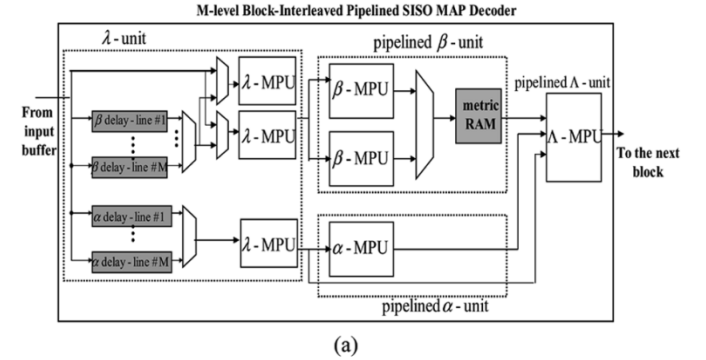 M-level Block-Interleaved Pipelined SISO MAP Decoder
λ - unit
pipelined β - unit
pipelined Λ - unit
From
input
buffer
λ - MPU
β delay - line #1
λ - MPU
β delay - line #M
β - MPU
β - MPU
metric
RAM
Λ - MPU
To the next
block
α delay - line #1
α delay - line #M
λ - MPU
α - MPU
pipelined α - unit
(a)